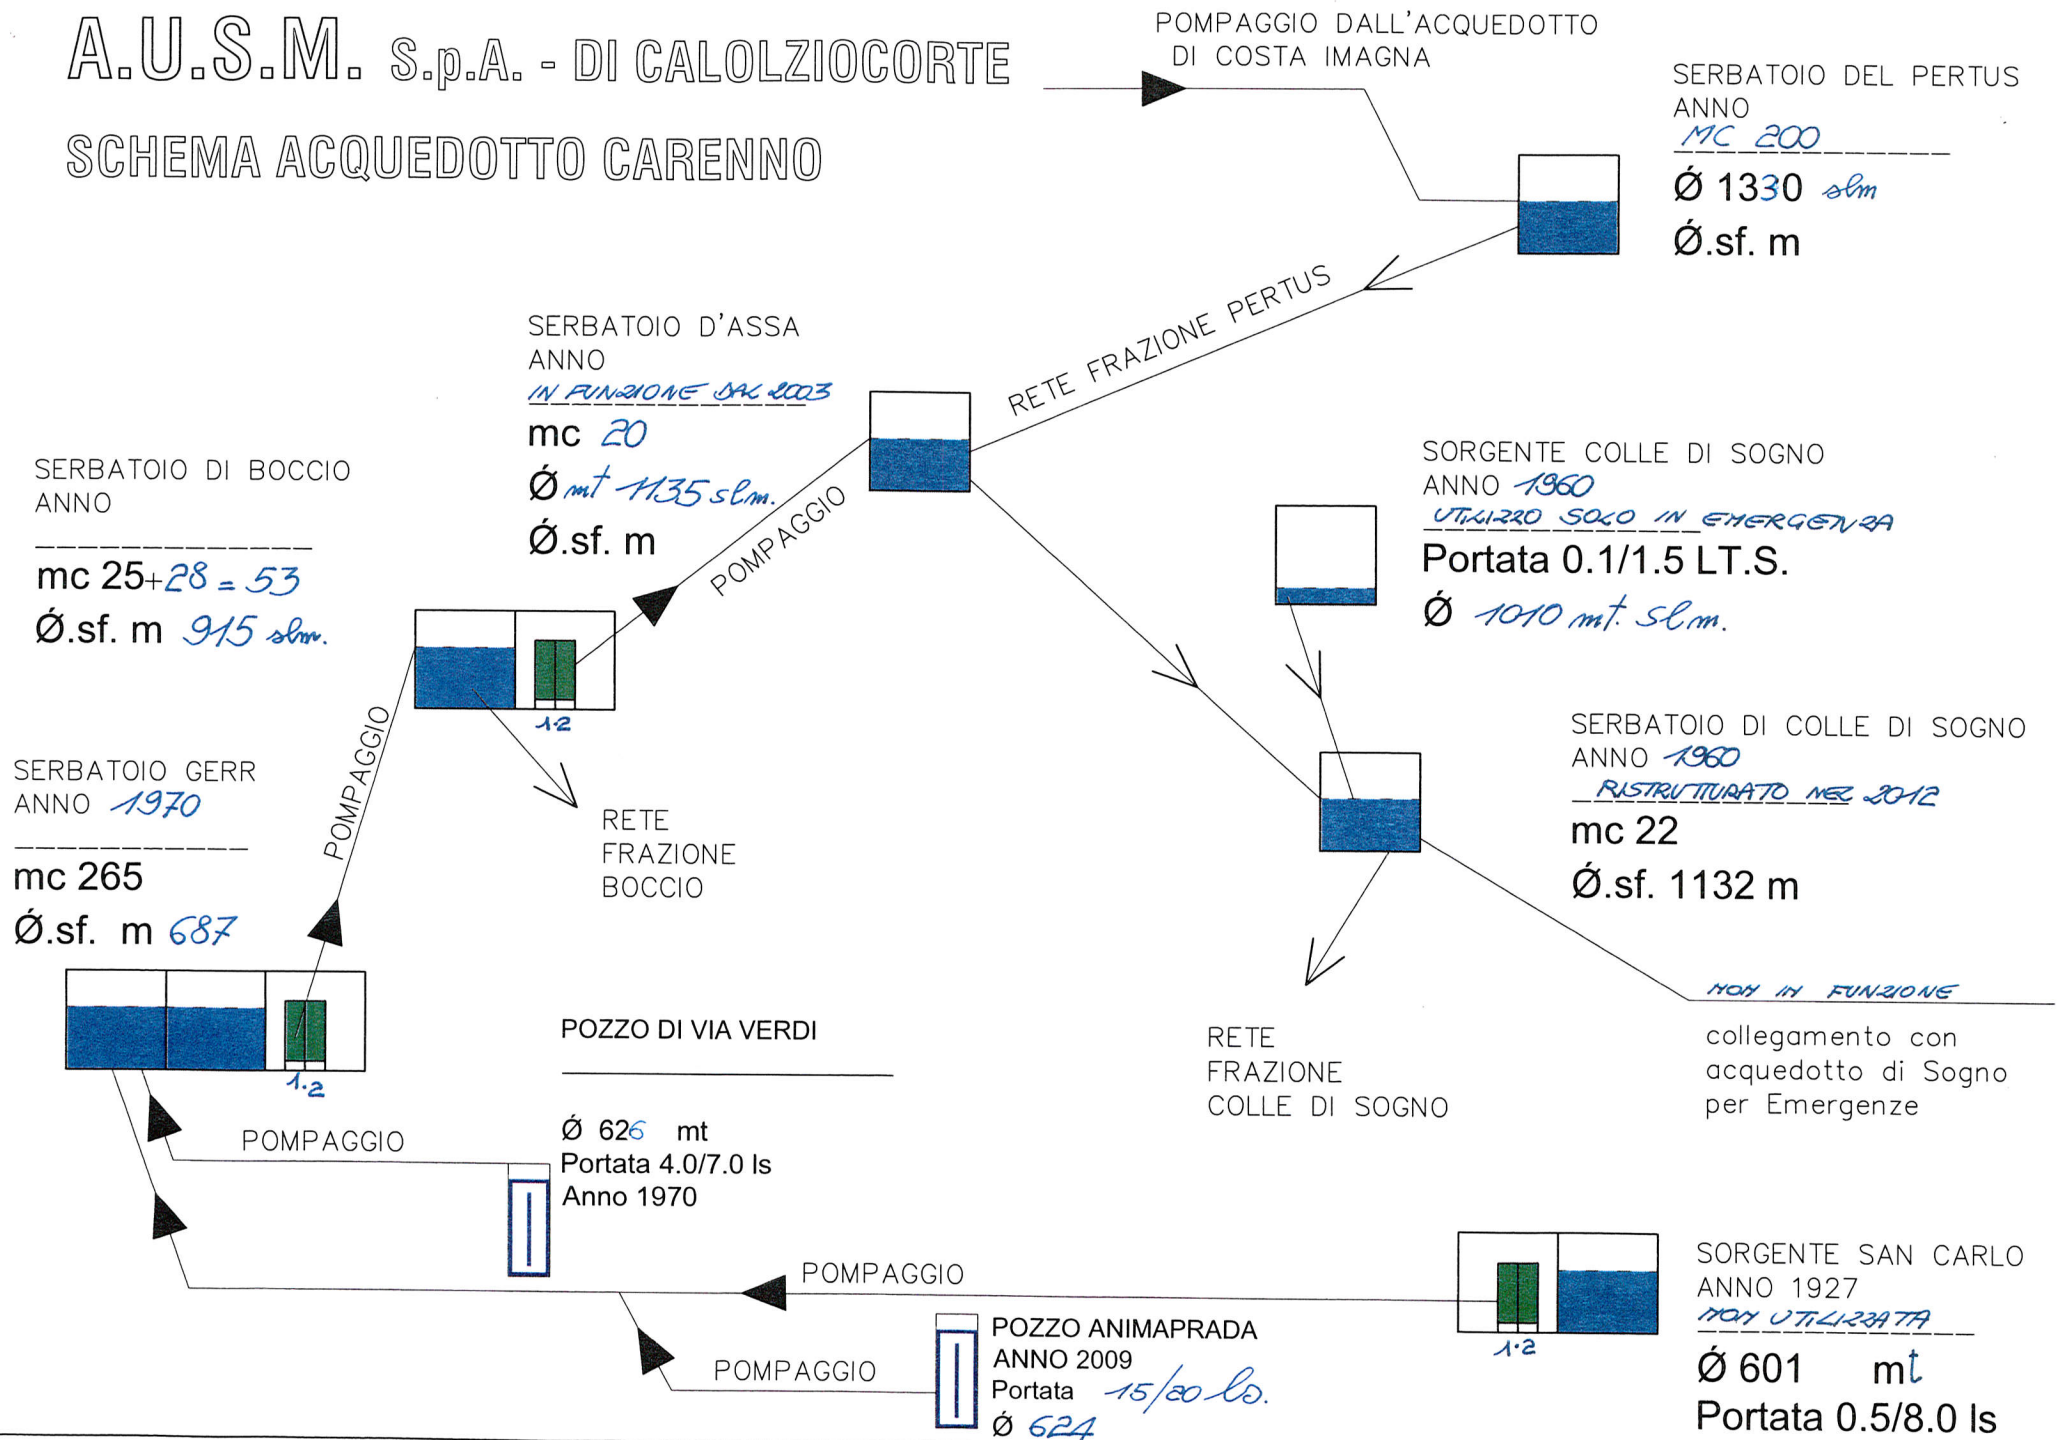 A.U.S.M. S.p.A. - DI CALOLZIOCORTE
SCHEMA ACQUEDOTTO CARENNO
POMPAGGIO DALL'ACQUEDOTTO
DI COSTA IMAGNA
SERBATOIO DEL PERTUS
ANNO
MC 200
Ǿ 1330 slm
Ǿ.sf. m
RETE FRAZIONE PERTUS
SERBATOIO D'ASSA
ANNO
IN FUNZIONE DAL 2003
mc 20
Ǿ mt 1135 slm.
Ǿ.sf. m
POMPAGGIO
SORGENTE COLLE DI SOGNO
ANNO 1960
UTILIZZO SOLO IN EMERGENZA
Portata 0.1/1.5 LT.S.
Ǿ 1010 mt. slm.
SERBATOIO DI BOCCIO
ANNO
mc 25+28=53
Ǿ.sf. m 915 slm.
1-2
POMPAGGIO
RETE
FRAZIONE
BOCCIO
SERBATOIO DI COLLE DI SOGNO
ANNO 1960
RISTRUTTURATO NEL 2012
mc 22
Ǿ.sf. 1132 m
SERBATOIO GERR
ANNO 1970
mc 265
Ǿ.sf. m 687
1.2
NON IN FUNZIONE
collegamento con
acquedotto di Sogno
per Emergenze
RETE
FRAZIONE
COLLE DI SOGNO
POZZO DI VIA VERDI
Ǿ 626 mt
Portata 4.0/7.0 ls
Anno 1970
POMPAGGIO
POMPAGGIO
SORGENTE SAN CARLO
ANNO 1927
NON UTILIZZATA
Ǿ 601 mt
Portata 0.5/8.0 ls
1.2
POZZO ANIMAPRADA
ANNO 2009
Portata 15/20 ls.
Ǿ 624
POMPAGGIO